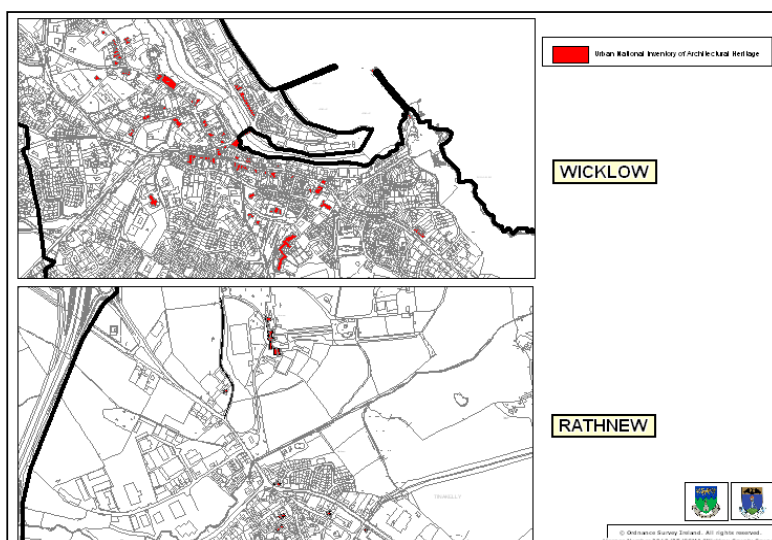 Urban National Inventory of Architectural Heritage
WICKLOW
RATHNEW
© Ordnance Survey Ireland. All rights reserved.